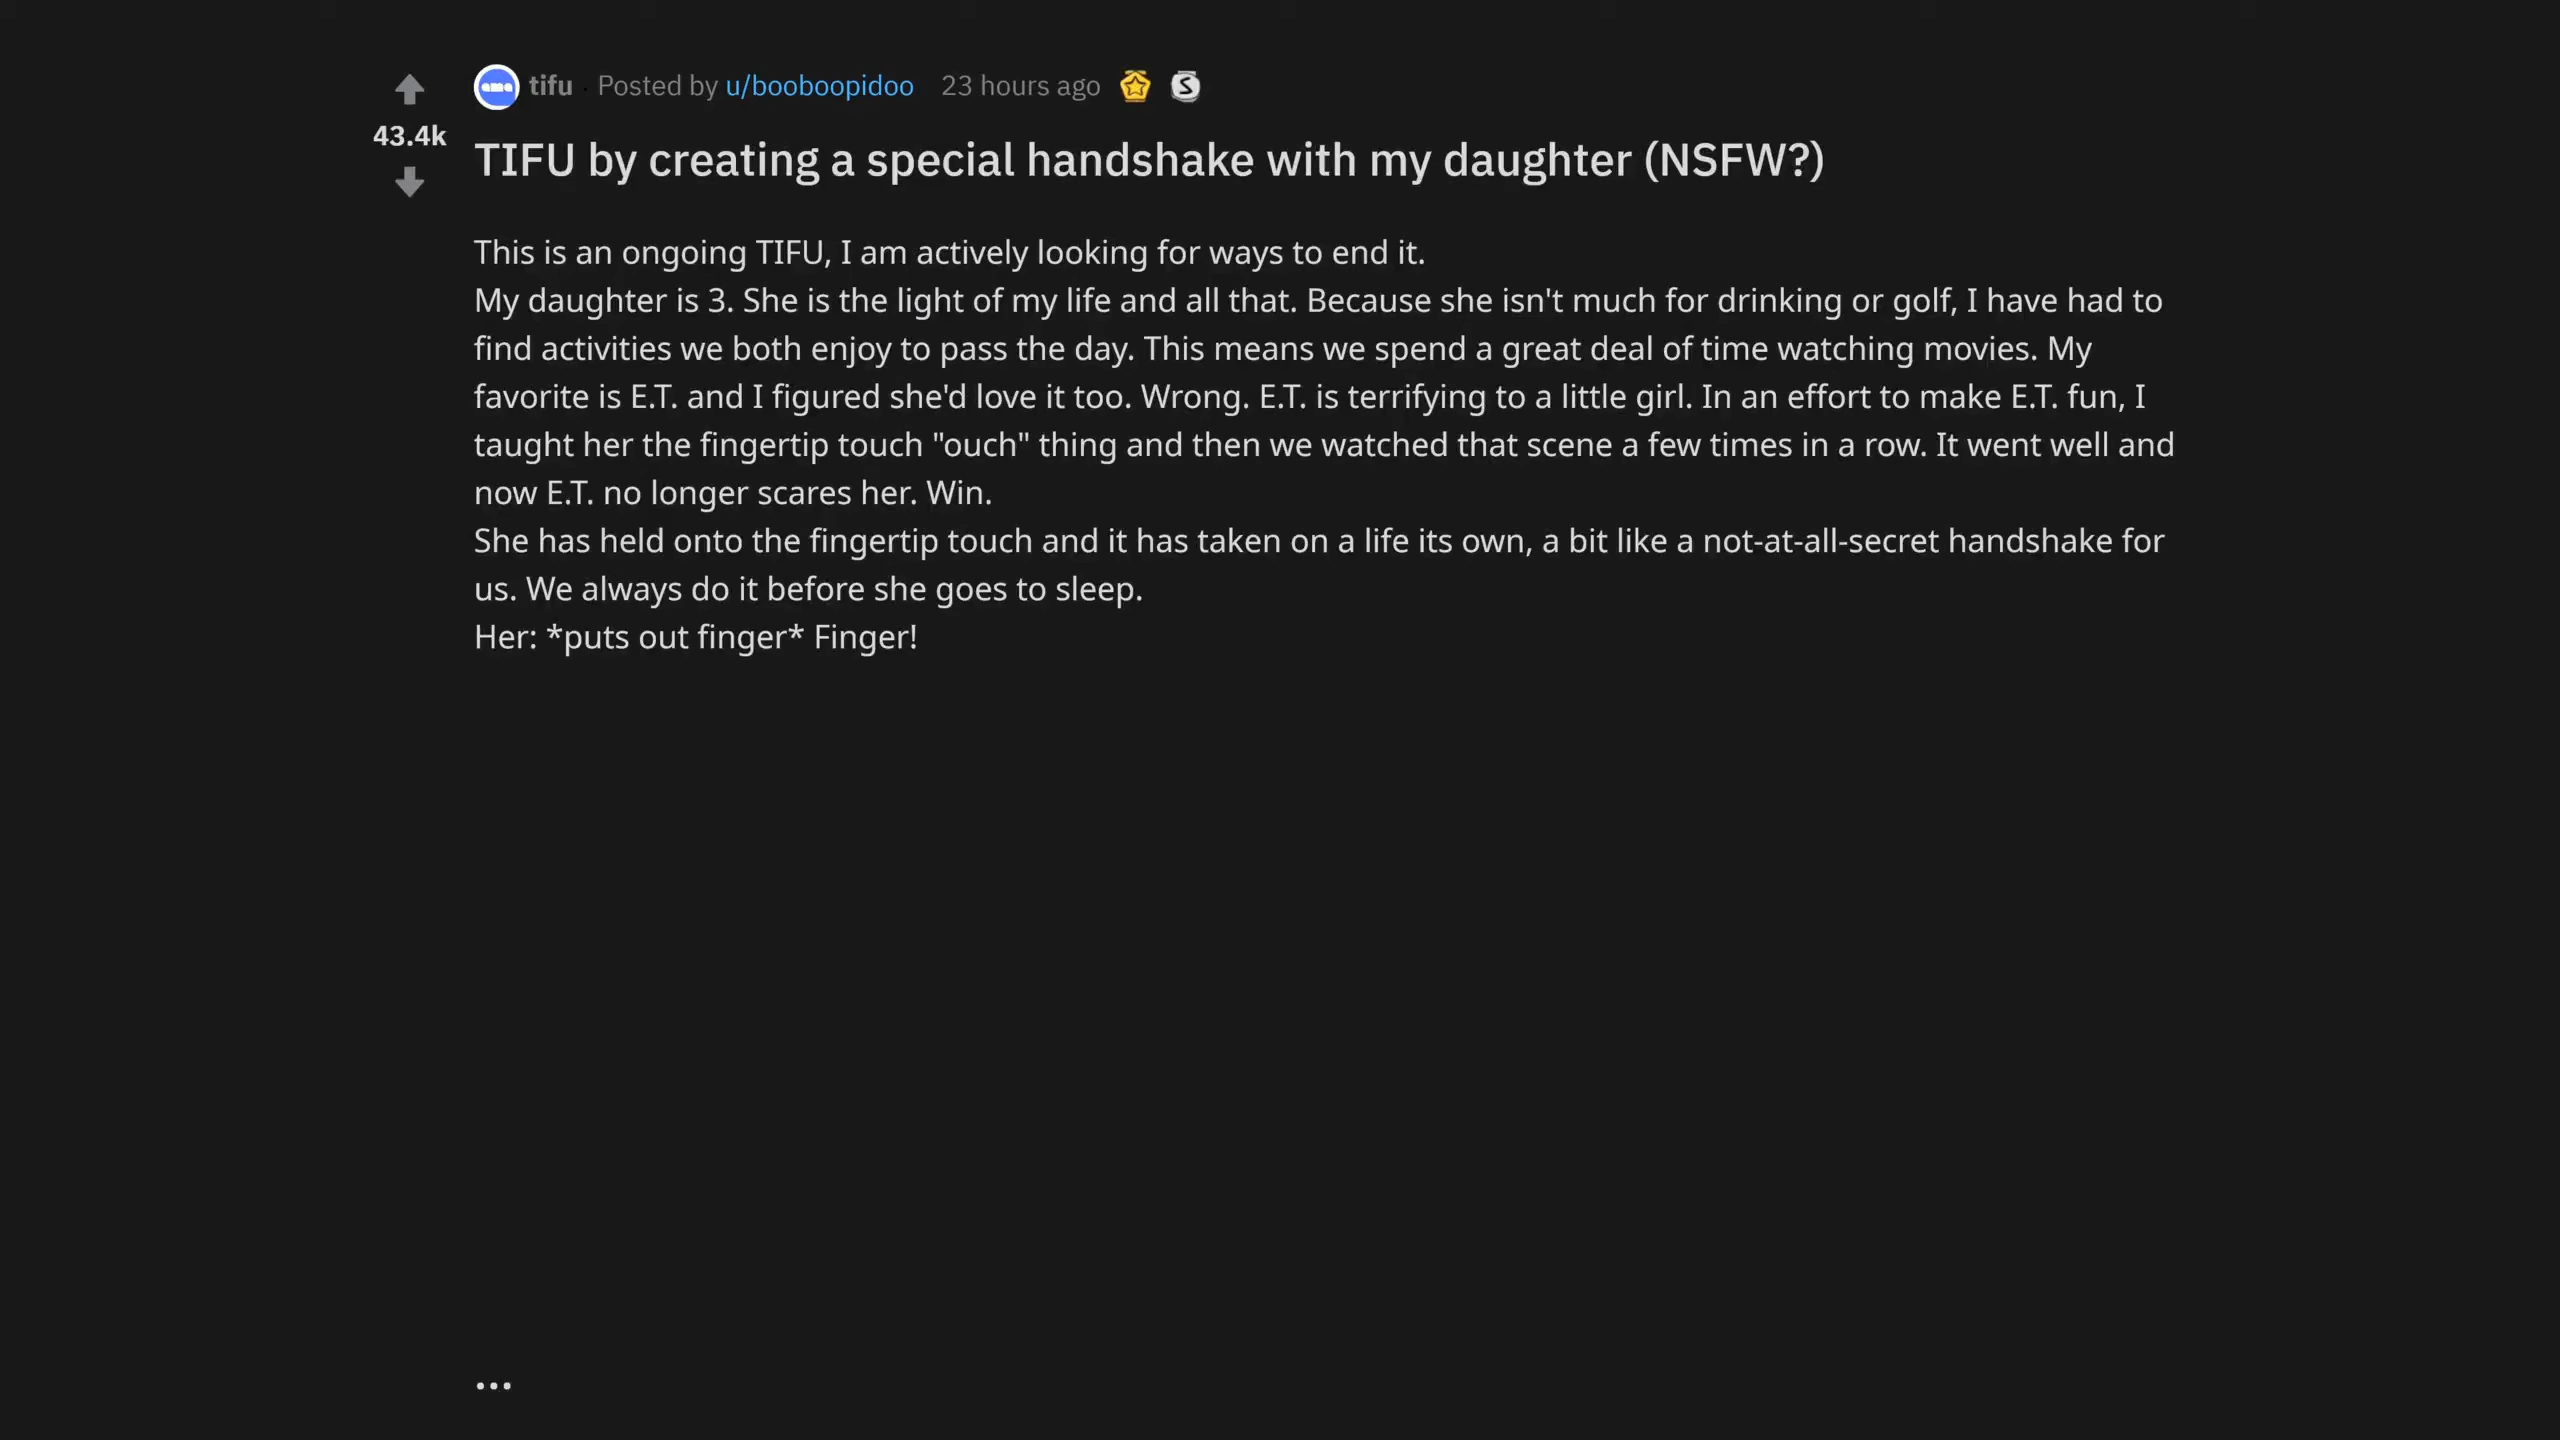 tifu · Posted by u/booboopidoo 23 hours ago
43.4k
TIFU by creating a special handshake with my daughter (NSFW?)
This is an ongoing TIFU, I am actively looking for ways to end it.
My daughter is 3. She is the light of my life and all that. Because she isn't much for drinking or golf, I have had to
find activities we both enjoy to pass the day. This means we spend a great deal of time watching movies. My
favorite is E.T. and I figured she'd love it too. Wrong. E.T. is terrifying to a little girl. In an effort to make E.T. fun, I
taught her the fingertip touch "ouch" thing and then we watched that scene a few times in a row. It went well and
now E.T. no longer scares her. Win.
She has held onto the fingertip touch and it has taken on a life its own, a bit like a not-at-all-secret handshake for
us. We always do it before she goes to sleep.
Her: *puts out finger* Finger!
...